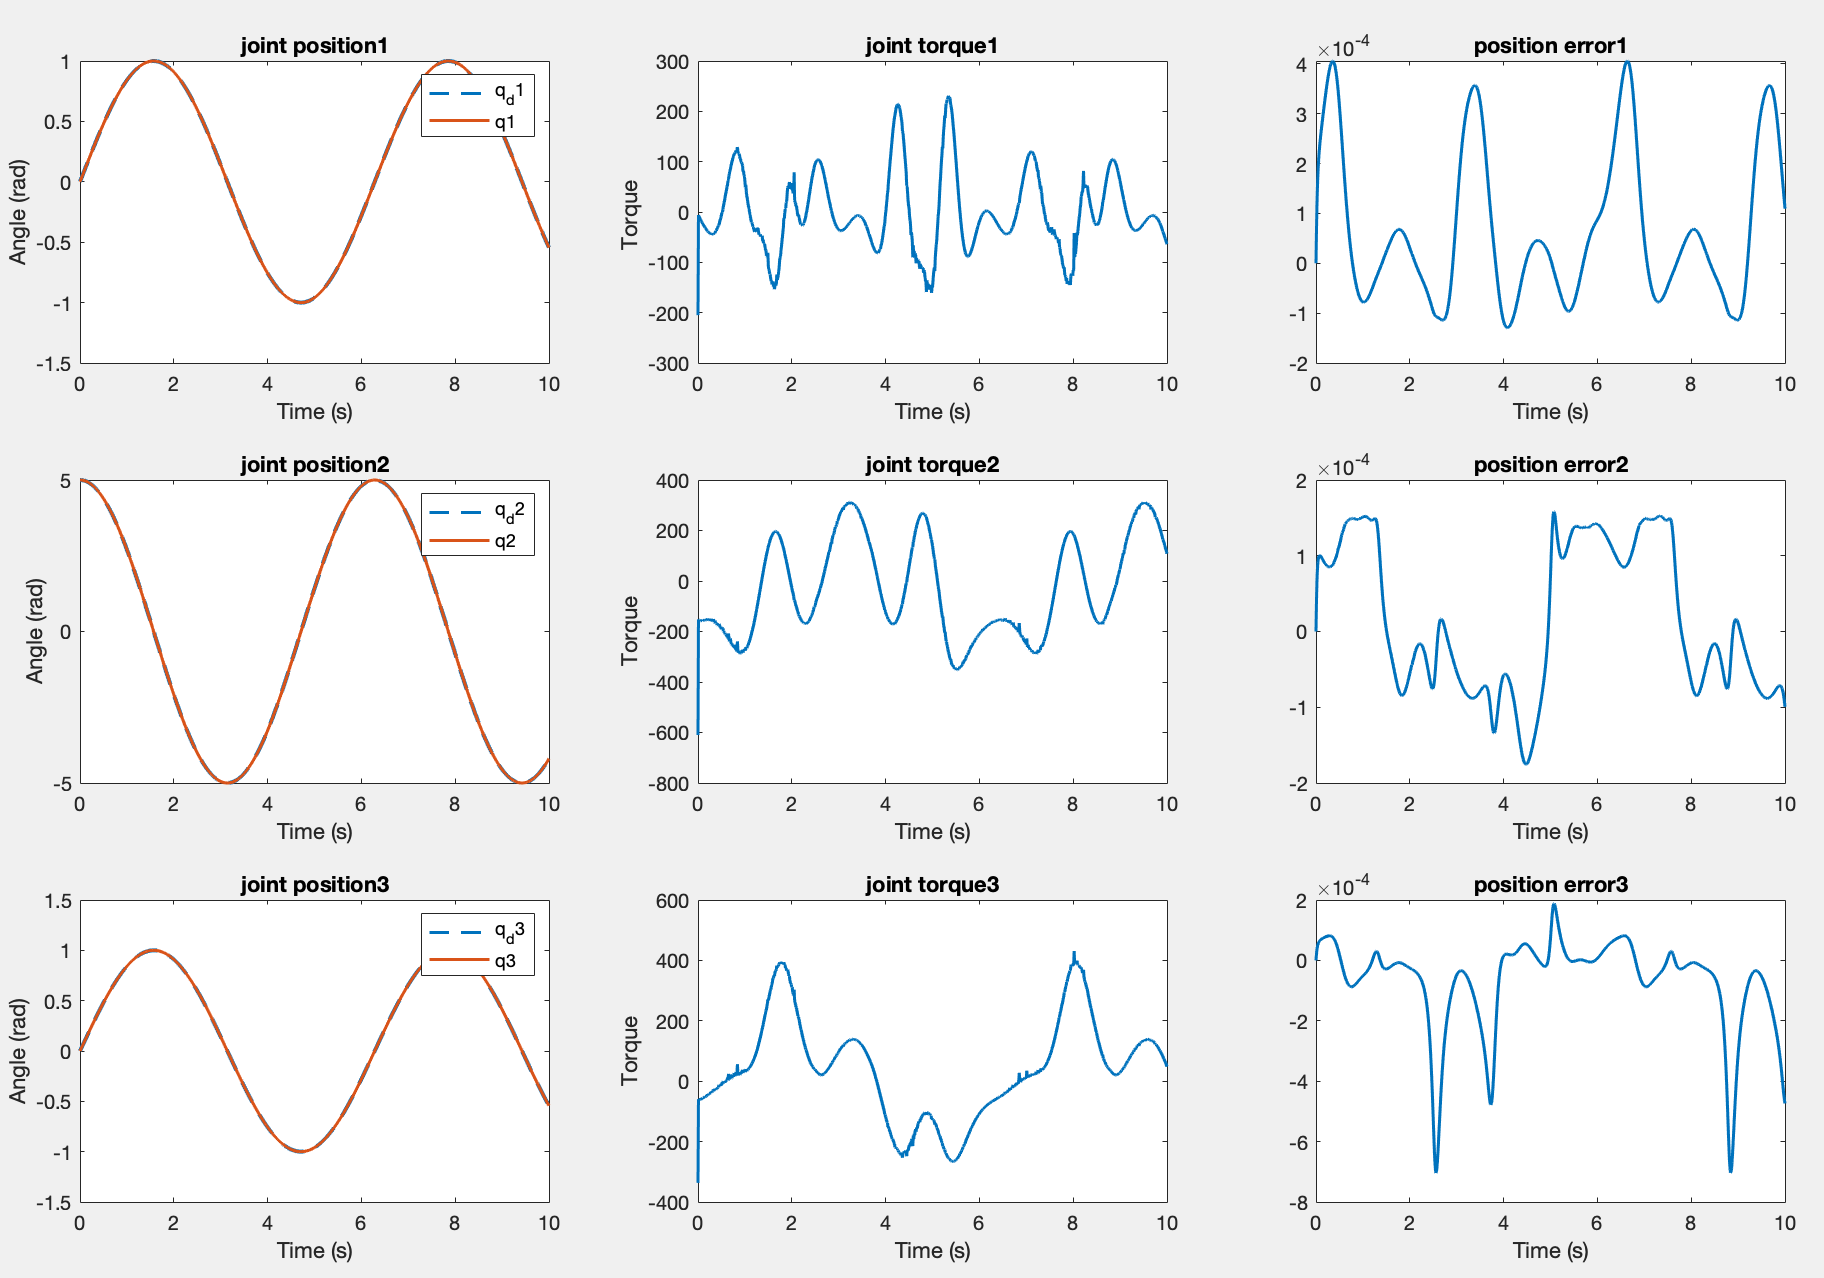 joint position1
1
0.5
0
-0.5
-1
-1.5
Angle (rad)
q_d1
q1
0 2 4 6 8 10
Time (s)
joint torque1
300
200
100
0
-100
-200
-300
Torque
0 2 4 6 8 10
Time (s)
position error1
×10^-4
4
3
2
1
0
-1
-2
0 2 4 6 8 10
Time (s)
joint position2
5
0
-5
Angle (rad)
q_d2
q2
0 2 4 6 8 10
Time (s)
joint torque2
400
200
0
-200
-400
-600
-800
Torque
0 2 4 6 8 10
Time (s)
position error2
×10^-4
2
1
0
-1
-2
0 2 4 6 8 10
Time (s)
joint position3
1.5
1
0.5
0
-0.5
-1
-1.5
Angle (rad)
q_d3
q3
0 2 4 6 8 10
Time (s)
joint torque3
600
400
200
0
-200
-400
Torque
0 2 4 6 8 10
Time (s)
position error3
×10^-4
2
0
-2
-4
-6
-8
0 2 4 6 8 10
Time (s)